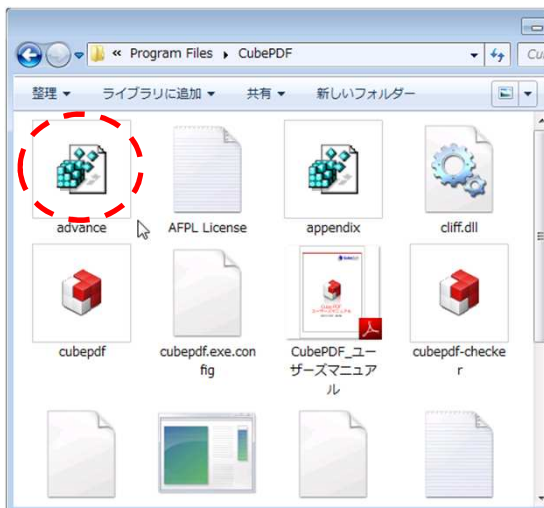 « Program Files ▸ CubePDF
Cu
整理 ▼ ライブラリに追加 ▼ 共有 ▼ 新しいフォルダー
advance
AFPL License
appendix
cliff.dll
cubepdf
cubepdf.exe.con
fig
CubePDF_ユー
ザーズマニュア
ル
cubepdf-checke
r